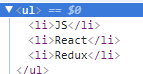 ▼<ul> == $0
<li>JS</li>
<li>React</li>
<li>Redux</li>
</ul>